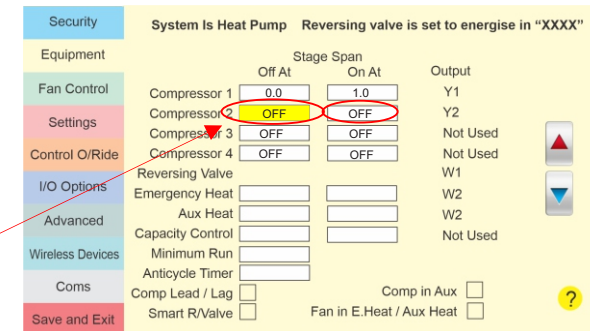 System Is Heat Pump Reversing valve is set to energise in “XXXX”
Security
Equipment
Fan Control
Settings
Control O/Ride
I/O Options
Advanced
Wireless Devices
Coms
Save and Exit
Stage Span
Off At On At Output
Compressor 1 0.0 1.0 Y1
Compressor 2 OFF OFF Y2
Compressor 3 OFF OFF Not Used
Compressor 4 OFF OFF Not Used
Reversing Valve W1
Emergency Heat W2
Aux Heat W2
Capacity Control Not Used
Minimum Run
Anticycle Timer
Comp Lead / Lag Comp in Aux
Smart R/Valve Fan in E.Heat / Aux Heat
?